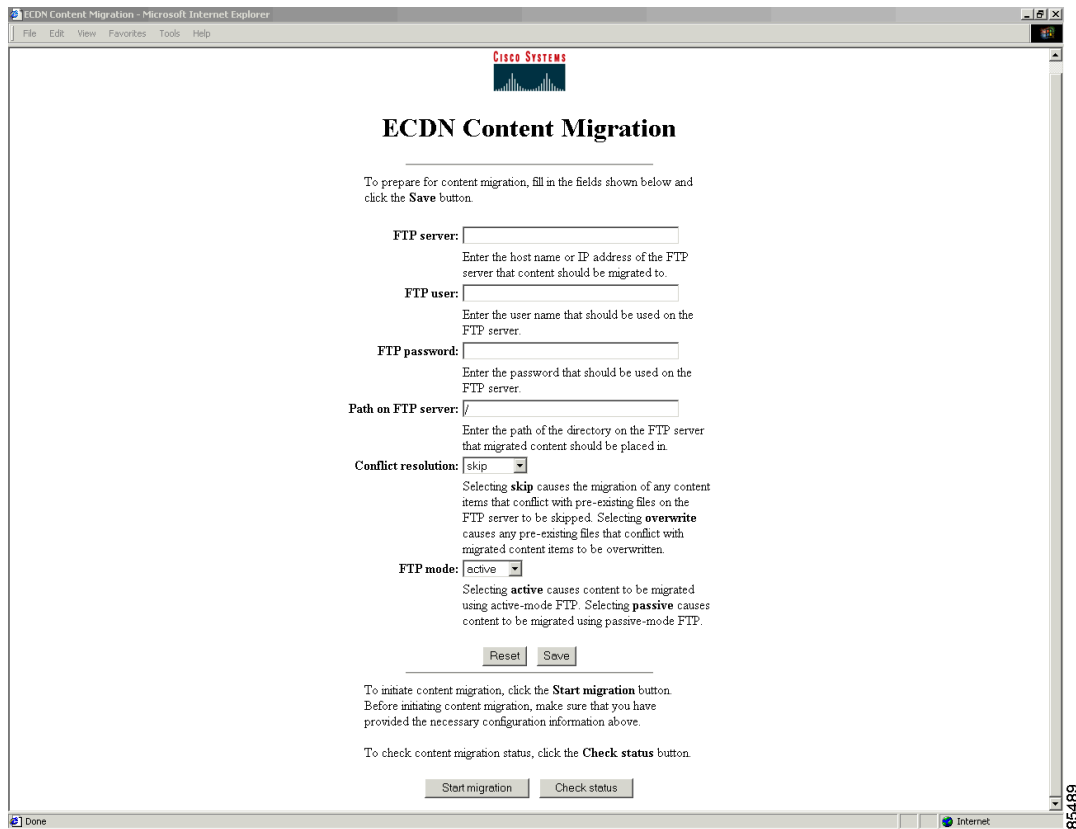 ECDN Content Migration - Microsoft Internet Explorer
File Edit View Favorites Tools Help
CISCO SYSTEMS
ECDN Content Migration
To prepare for content migration, fill in the fields shown below and
click the Save button.
FTP server:
Enter the host name or IP address of the FTP
server that content should be migrated to.
FTP user:
Enter the user name that should be used on the
FTP server.
FTP password:
Enter the password that should be used on the
FTP server.
Path on FTP server: /
Enter the path of the directory on the FTP server
that migrated content should be placed in.
Conflict resolution: skip
Selecting skip causes the migration of any content
items that conflict with pre-existing files on the
FTP server to be skipped. Selecting overwrite
causes any pre-existing files that conflict with
migrated content items to be overwritten.
FTP mode: active
Selecting active causes content to be migrated
using active-mode FTP. Selecting passive causes
content to be migrated using passive-mode FTP.
Reset Save
To initiate content migration, click the Start migration button.
Before initiating content migration, make sure that you have
provided the necessary configuration information above.
To check content migration status, click the Check status button.
Start migration Check status
Done Internet
85489